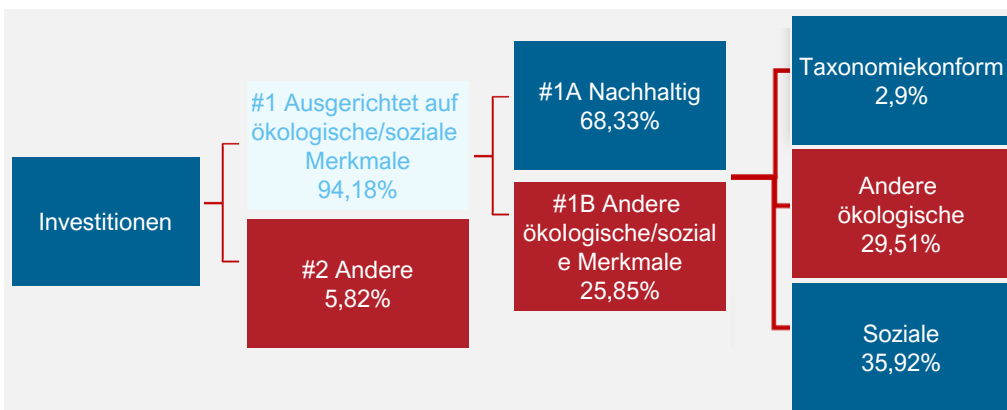 Investitionen
#1 Ausgerichtet auf
ökologische/soziale
Merkmale
94,18%
#2 Andere
5,82%
#1A Nachhaltig
68,33%
#1B Andere
ökologische/sozial
e Merkmale
25,85%
Taxonomiekonform
2,9%
Andere
ökologische
29,51%
Soziale
35,92%